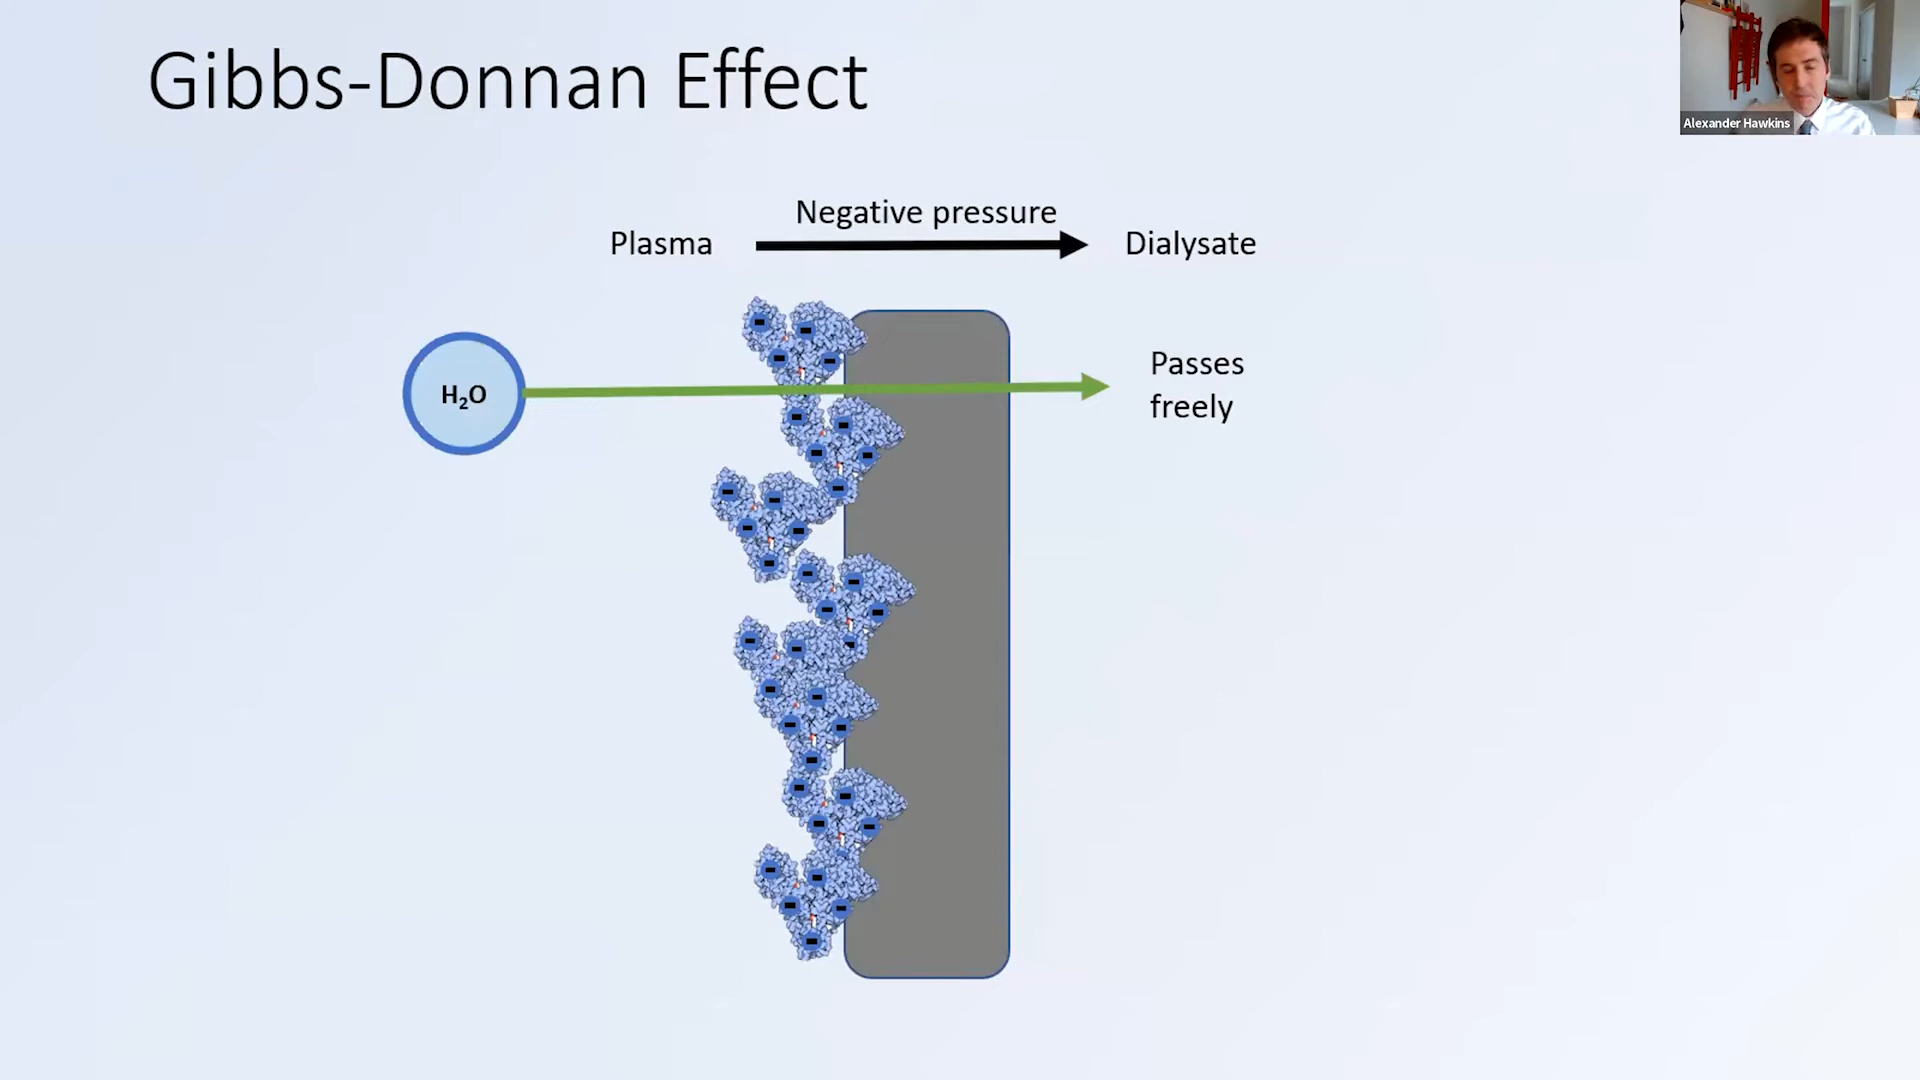 Gibbs-Donnan Effect
Alexander Hawkins
Negative pressure
Plasma
Dialysate
H₂O
Passes
freely